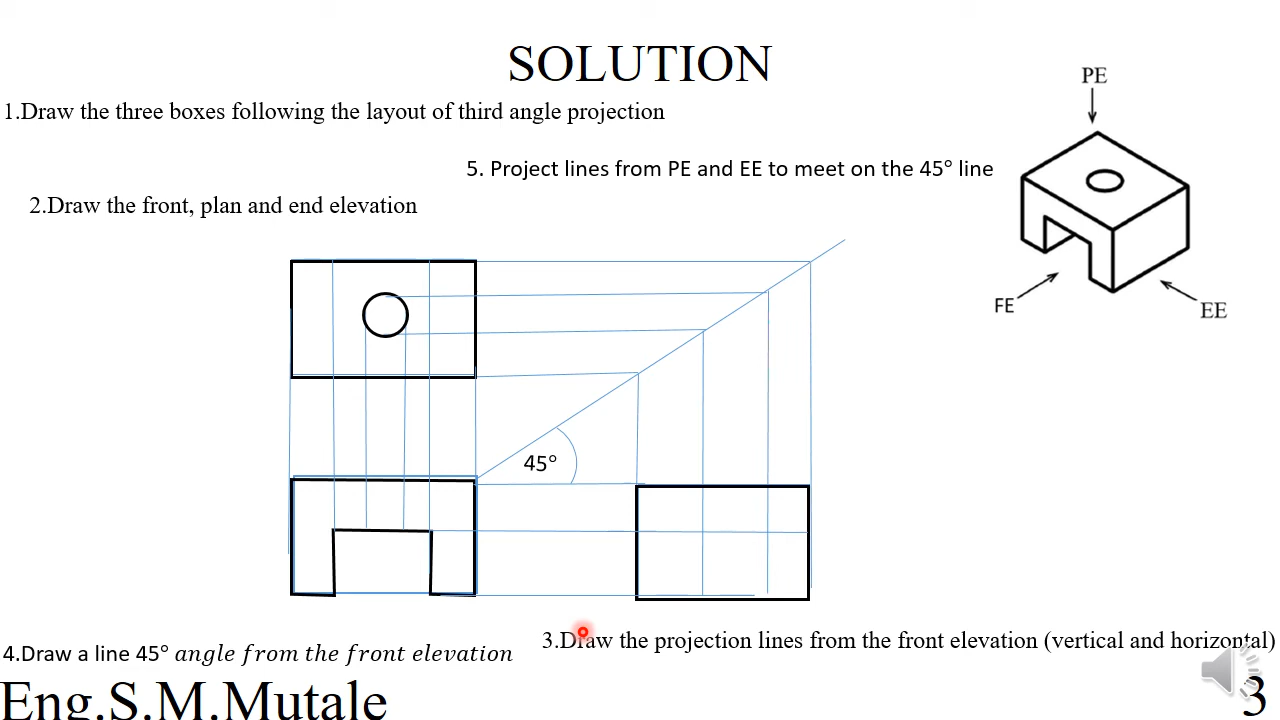 SOLUTION
PE
1.Draw the three boxes following the layout of third angle projection
5. Project lines from PE and EE to meet on the 45° line
2.Draw the front, plan and end elevation
FE
EE
45°
3.Draw the projection lines from the front elevation (vertical and horizontal)
4.Draw a line 45° angle from the front elevation
Eng.S.M.Mutale
3